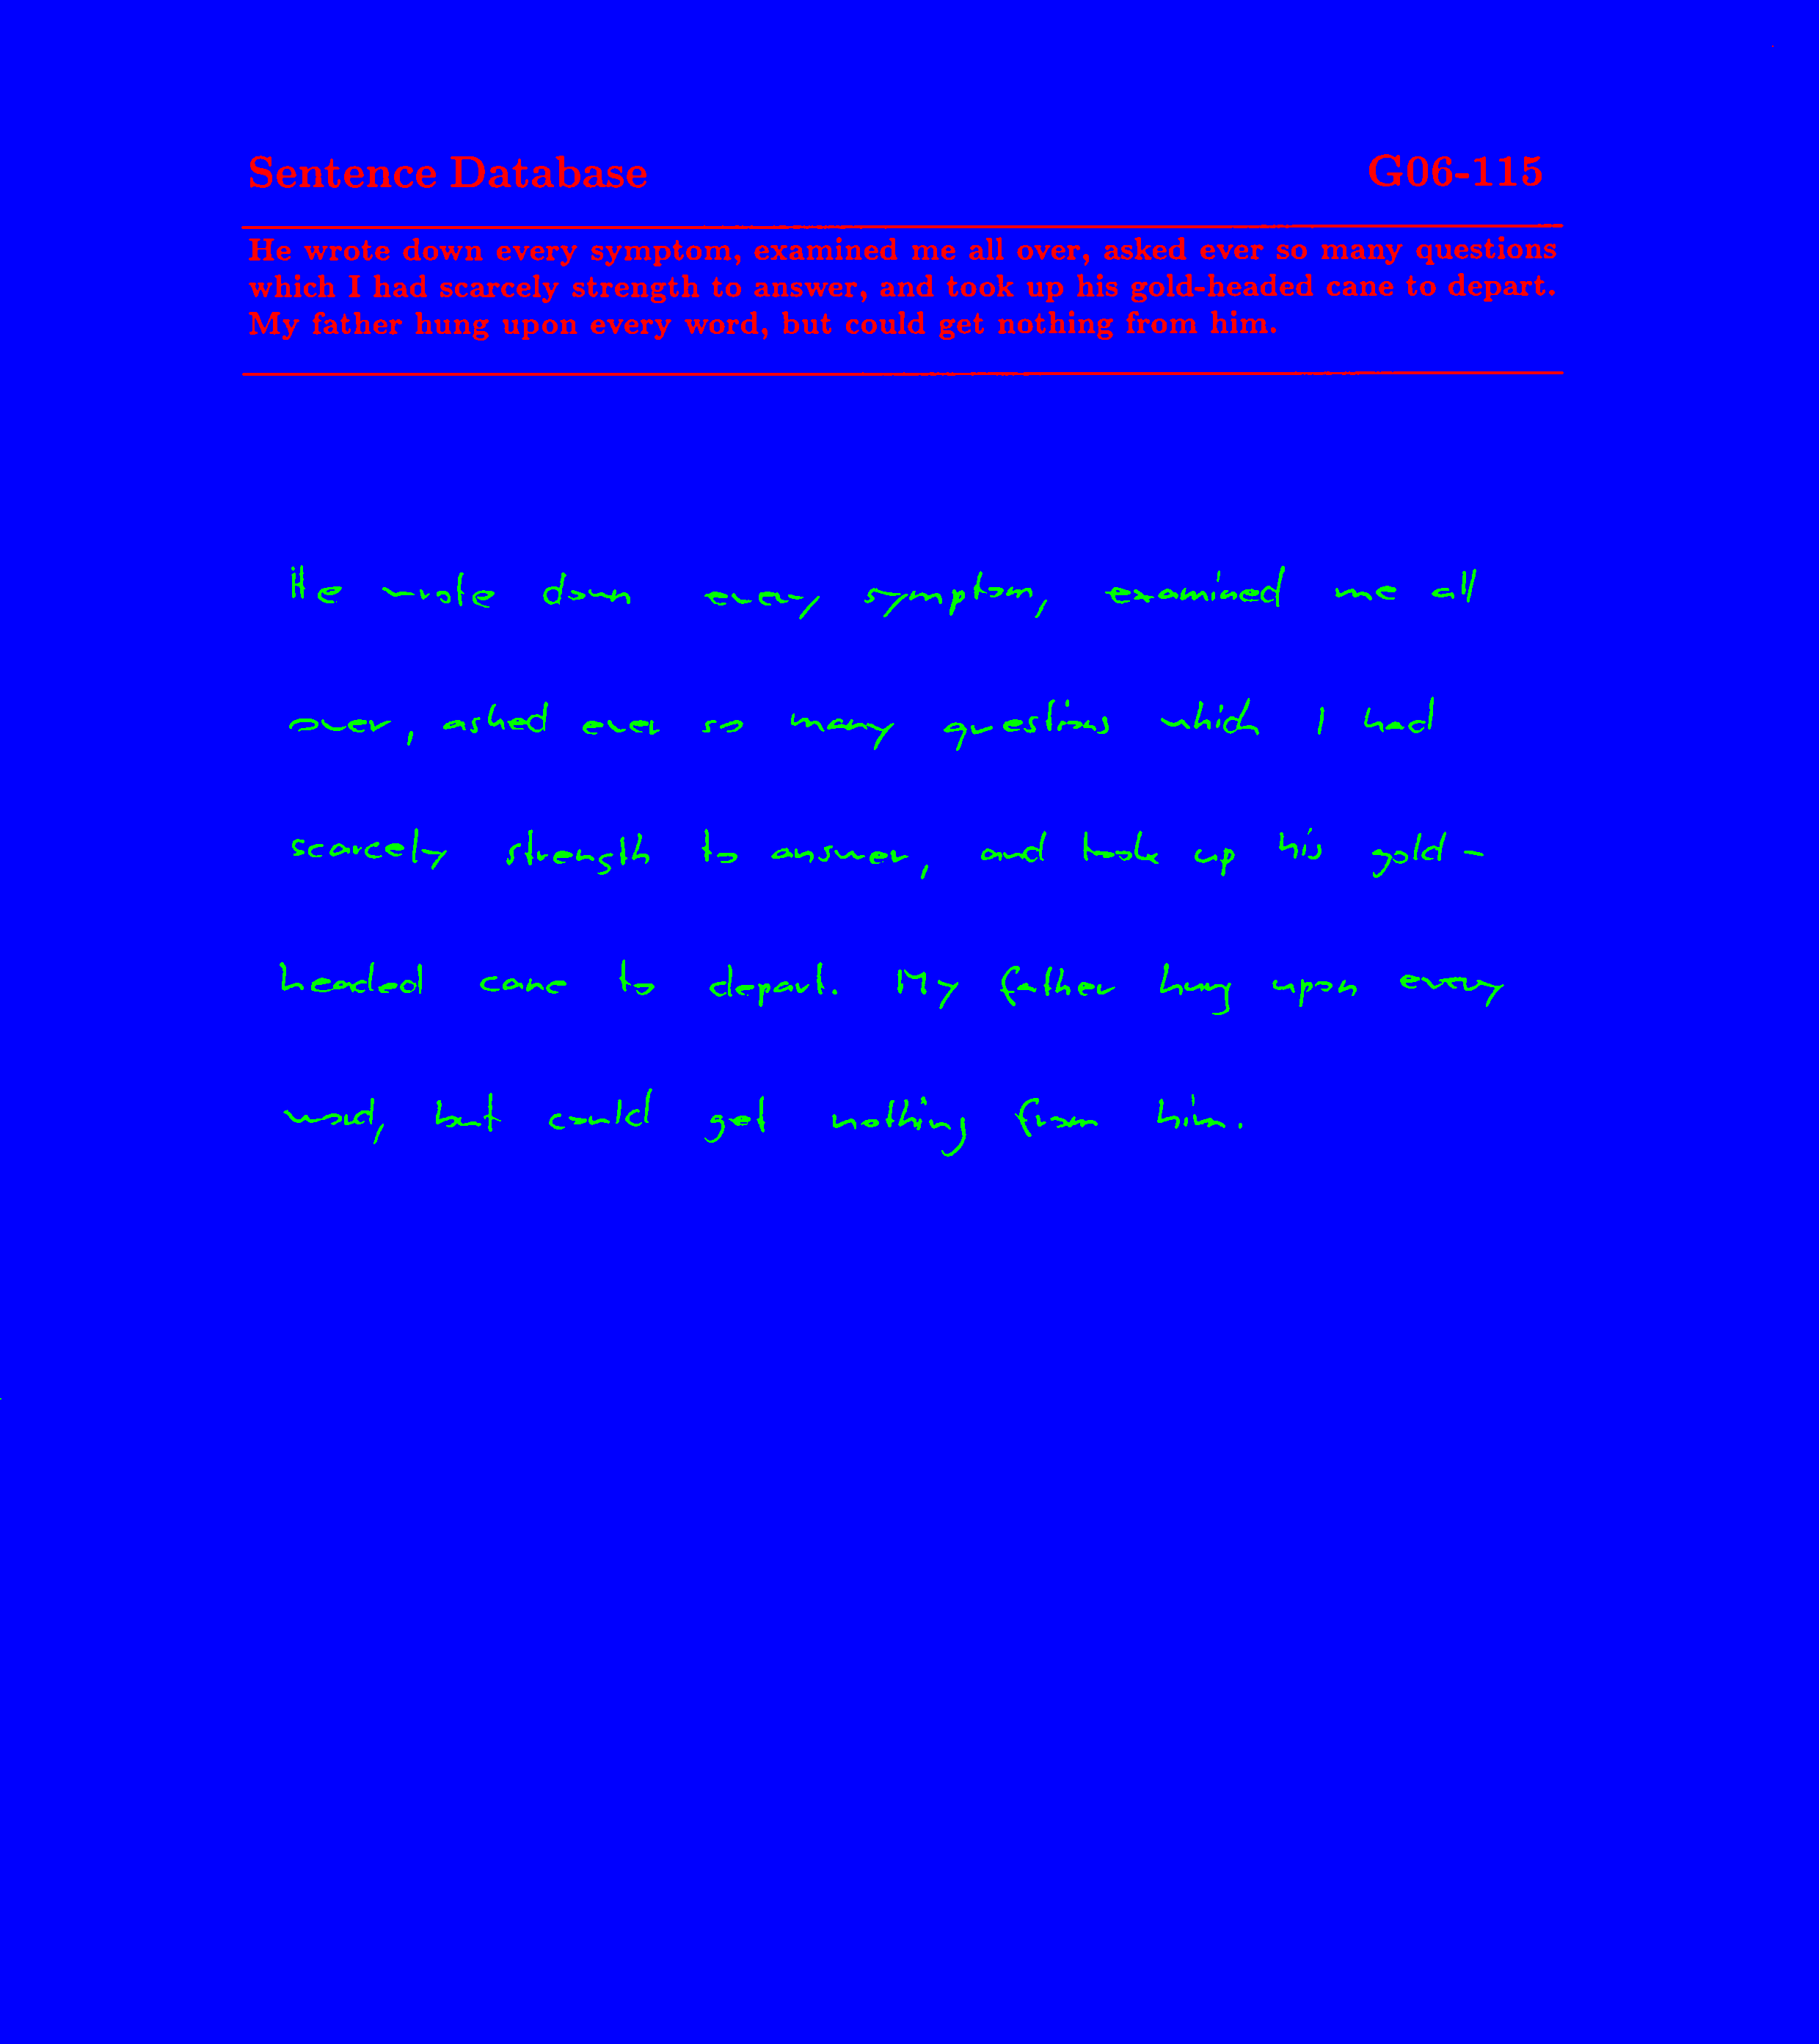 Sentence Database G06-115
He wrote down every symptom, examined me all over, asked ever so many questions
which I had scarcely strength to answer, and took up his gold-headed cane to depart.
My father hung upon every word, but could get nothing from him.
He wrote down every symptom, examined me all
over, asked ever so many questions which I had
scarcely strength to answer, and took up his gold-
headed cane to depart. My father hung upon every
word, but could get nothing from him.